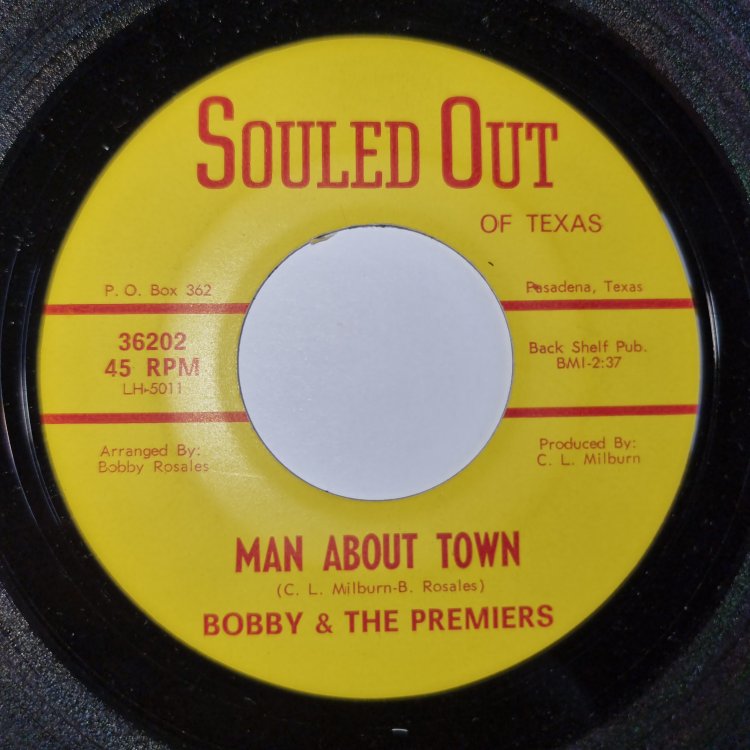 SOULED OUT
OF TEXAS
P. O. Box 362
Pasadena, Texas
36202
45 RPM
LH-5011
Back Shelf Pub.
BMI-2:37
Arranged By:
Bobby Rosales
Produced By:
C. L. Milburn
MAN ABOUT TOWN
(C. L. Milburn-B. Rosales)
BOBBY & THE PREMIERS